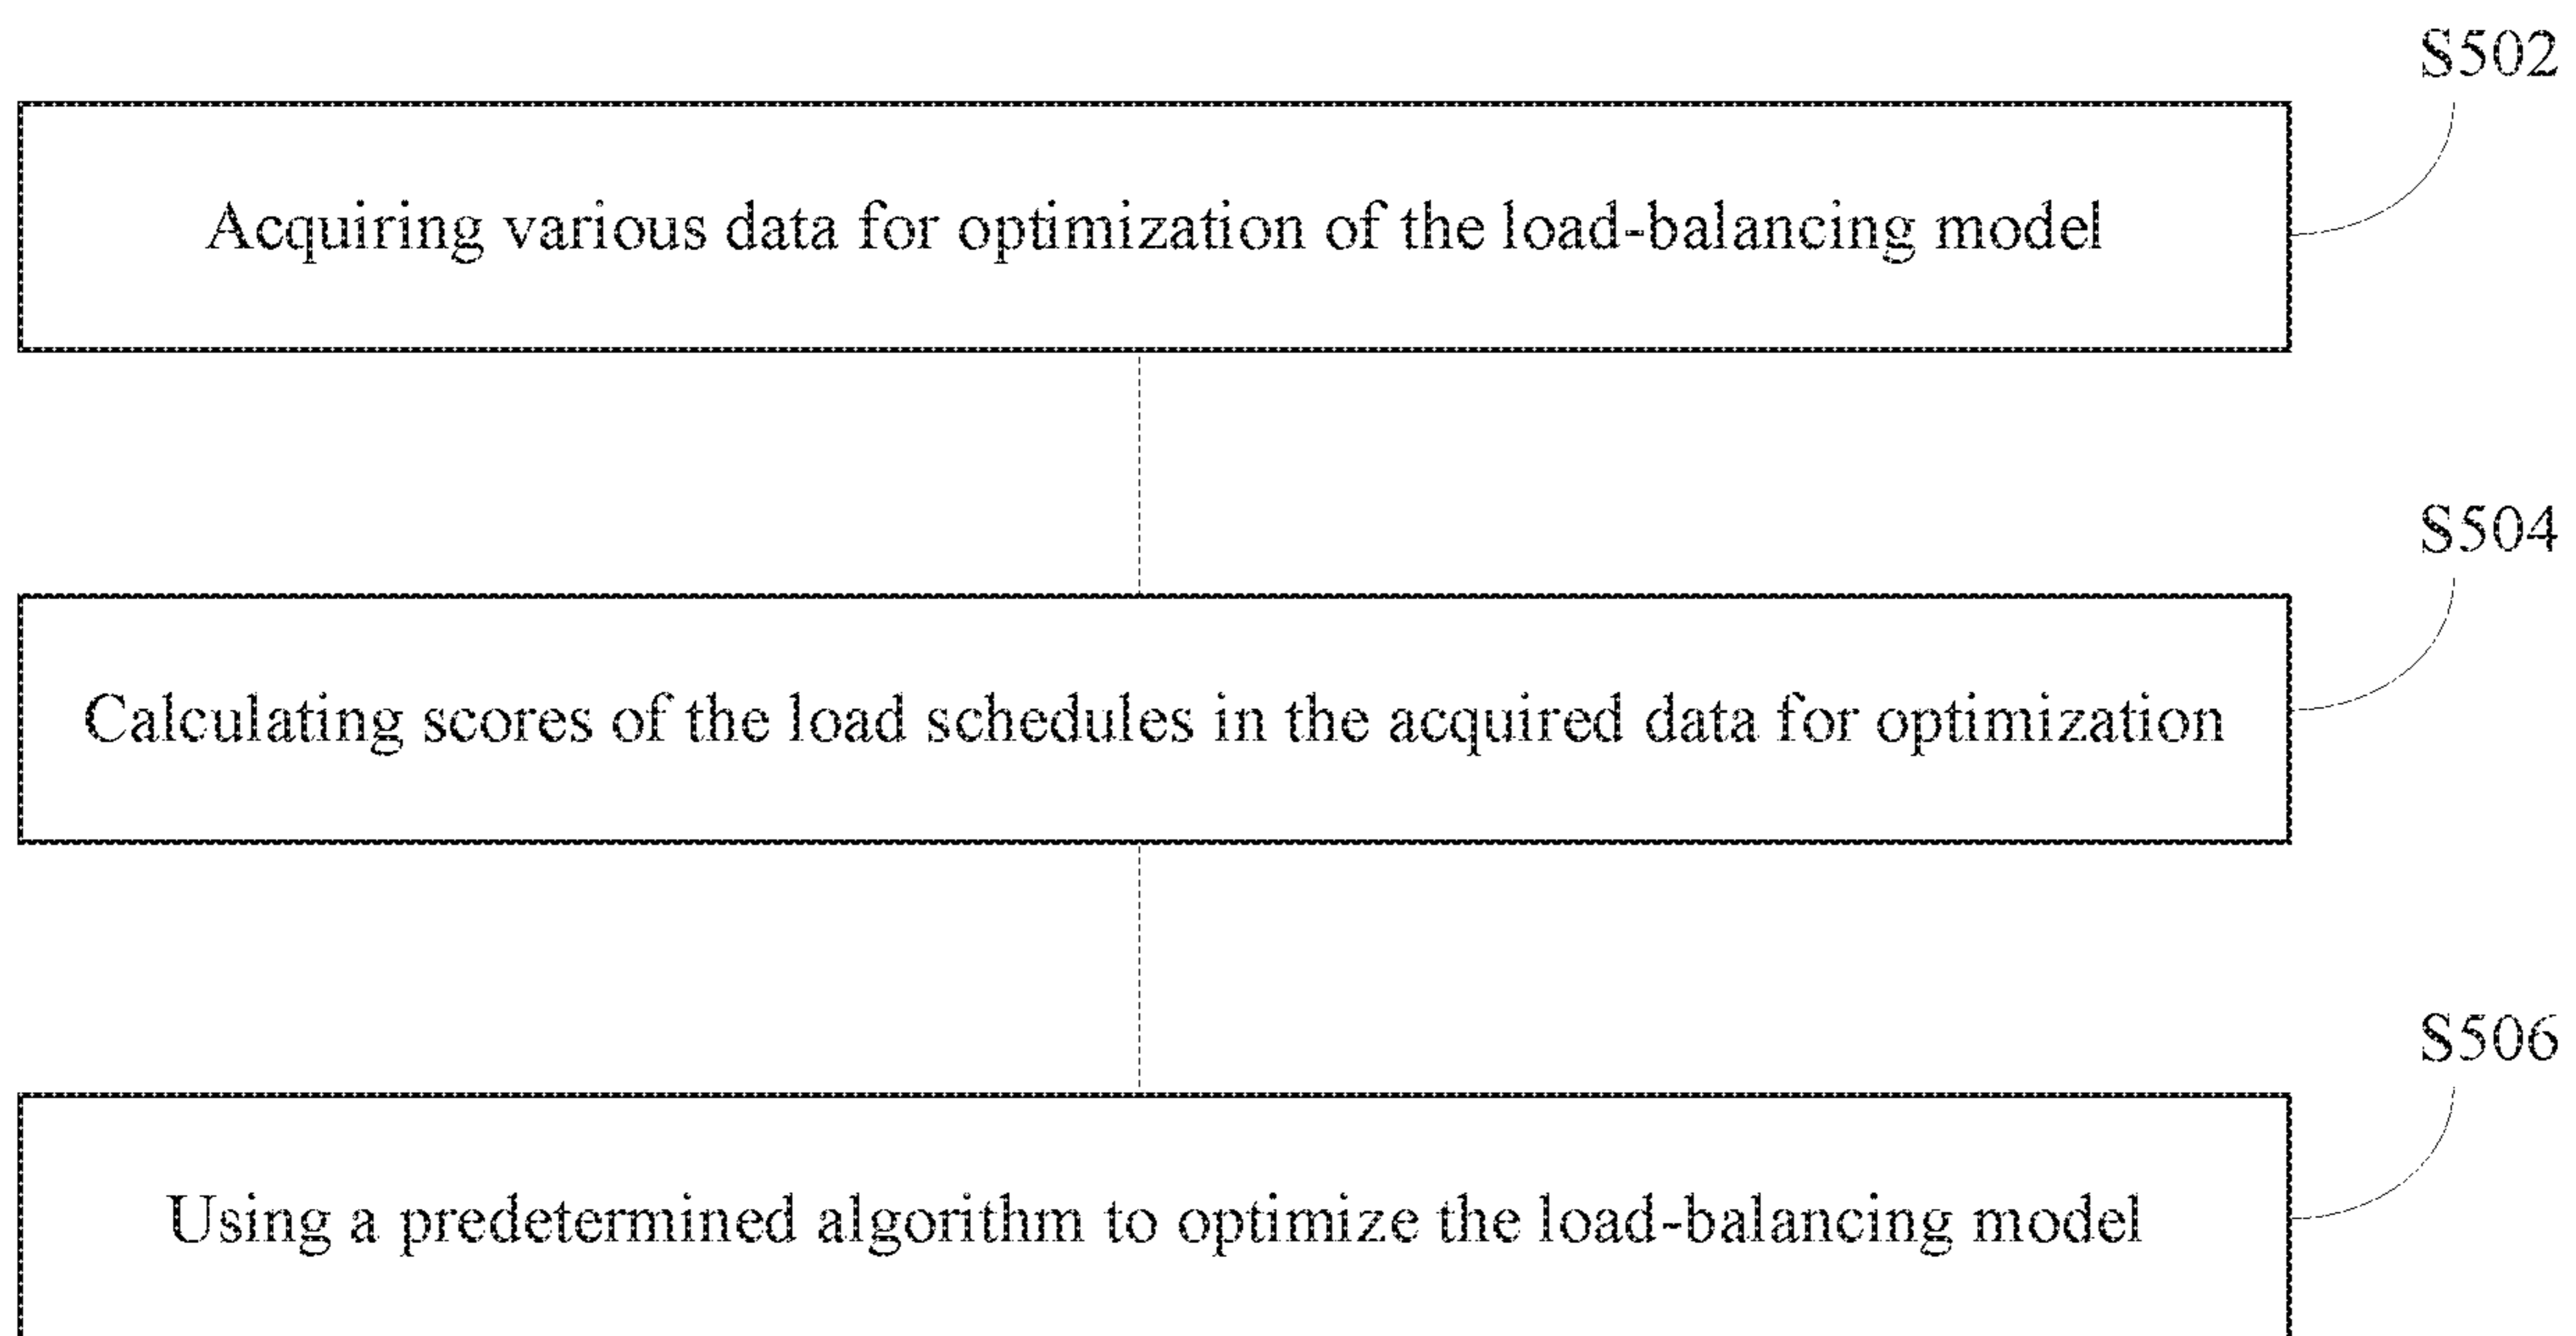 S502
Acquiring various data for optimization of the load-balancing model
S504
Calculating scores of the load schedules in the acquired data for optimization
S506
Using a predetermined algorithm to optimize the load-balancing model